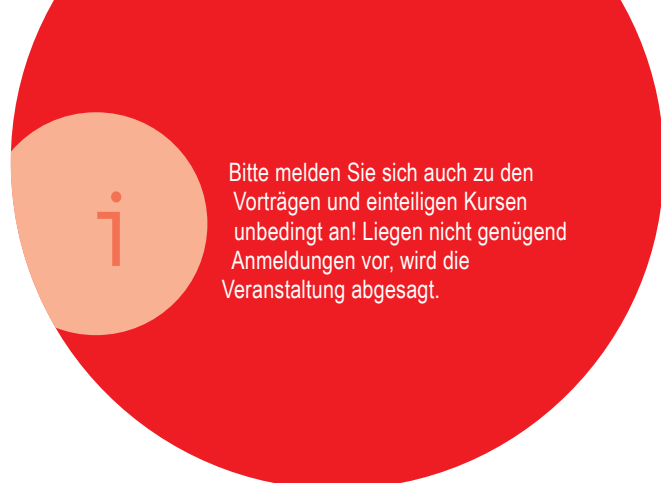 i
Bitte melden Sie sich auch zu den
Vorträgen und einteiligen Kursen
unbedingt an! Liegen nicht genügend
Anmeldungen vor, wird die
Veranstaltung abgesagt.